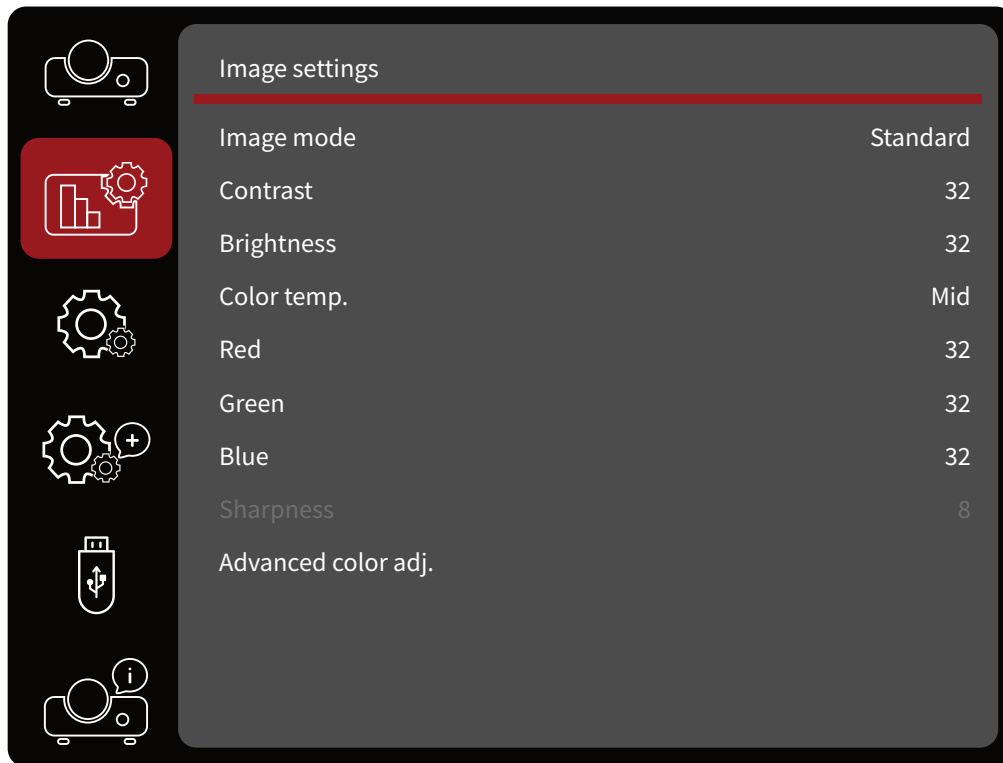 Image settings
Image mode Standard
Contrast 32
Brightness 32
Color temp. Mid
Red 32
Green 32
Blue 32
Sharpness 8
Advanced color adj.
i